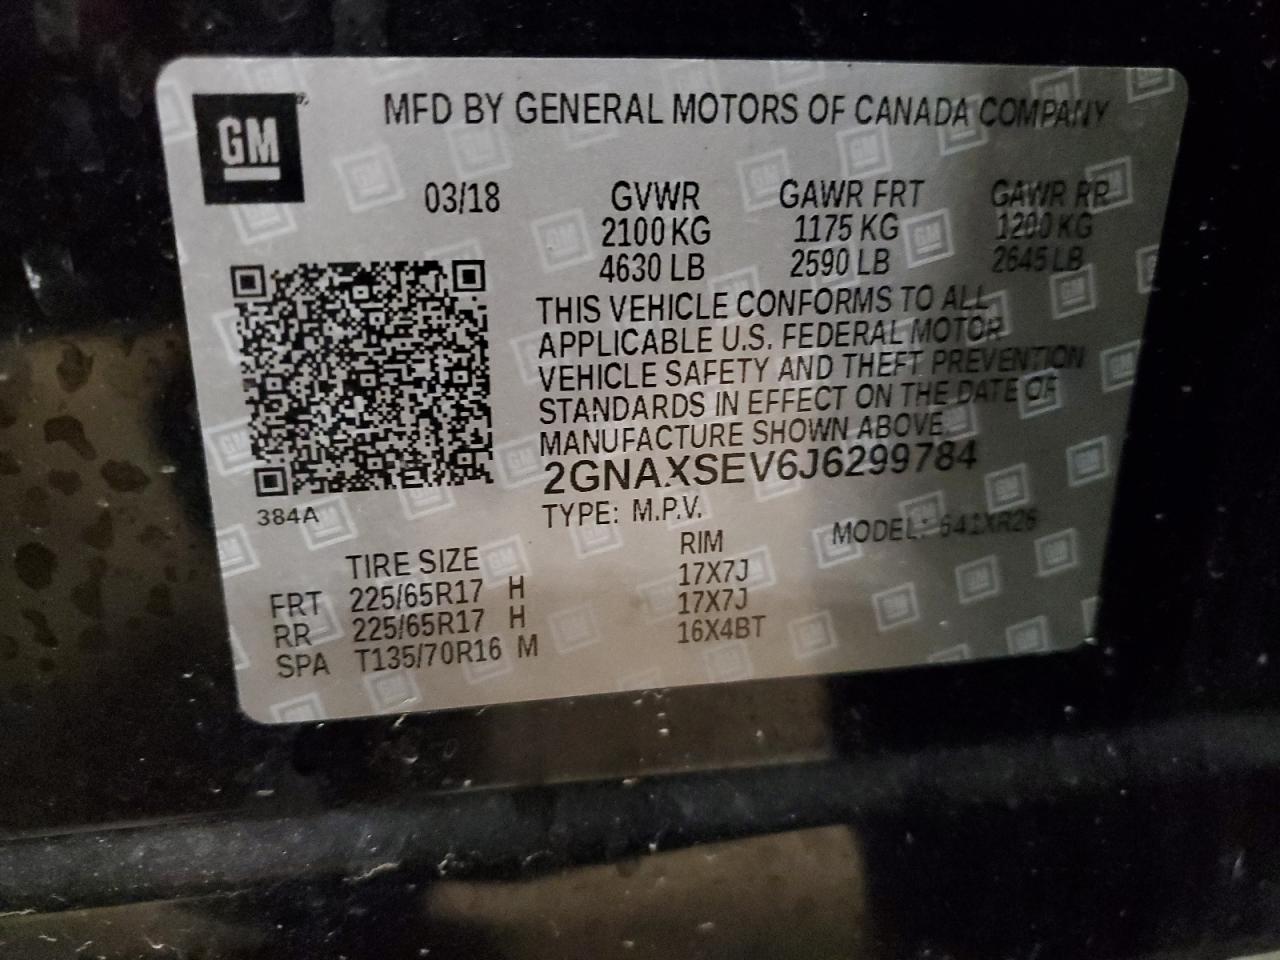 GM
MFD BY GENERAL MOTORS OF CANADA COMPANY
03/18 GVWR GAWR FRT GAWR RR
2100 KG 1175 KG 1200 KG
4630 LB 2590 LB 2645 LB
THIS VEHICLE CONFORMS TO ALL
APPLICABLE U.S. FEDERAL MOTOR
VEHICLE SAFETY AND THEFT PREVENTION
STANDARDS IN EFFECT ON THE DATE OF
MANUFACTURE SHOWN ABOVE.
2GNAXSEV6J6299784
384A
TYPE: M.P.V. MODEL: 641XR26
TIRE SIZE RIM
FRT 225/65R17 H 17X7J
RR 225/65R17 H 17X7J
SPA T135/70R16 M 16X4BT